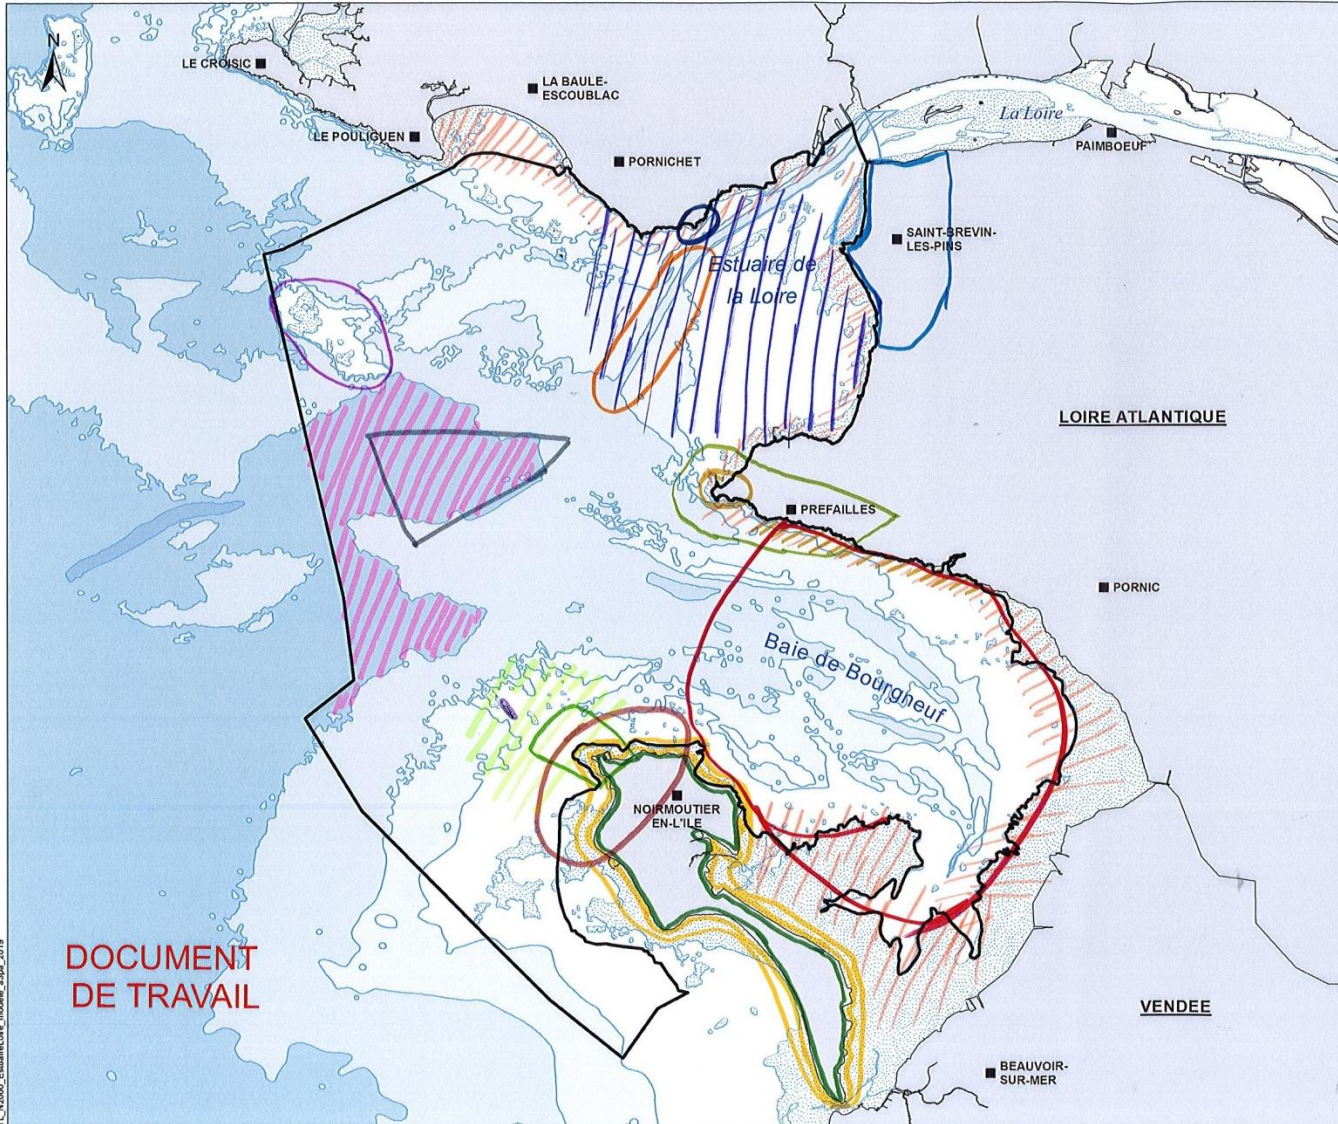 N
LE CROISIC
LA BAULE-
ESCOUBLAC
LE POULIGUEN
PORNICHET
La Loire
PAIMBOEUF
SAINT-BREVIN-
LES-PINS
Estuaire de
la Loire
LOIRE ATLANTIQUE
PREFAILLES
PORNIC
Baie de Bourgneuf
NOIRMOUTIER
EN-L'ILE
DOCUMENT
DE TRAVAIL
VENDEE
BEAUVOIR-
SUR-MER